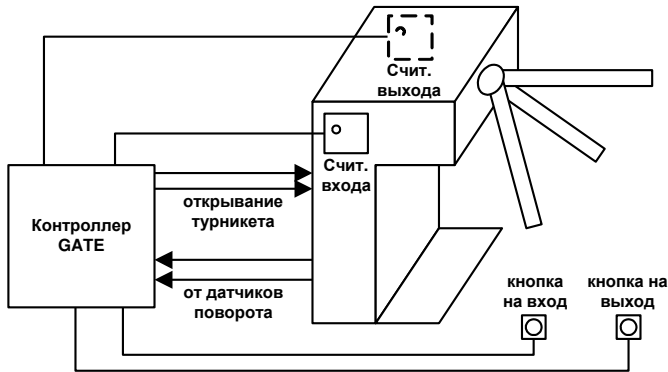 Счит.
выхода
Счит.
входа
открывание
турникета
Контроллер
GATE
от датчиков
поворота
кнопка
на вход
кнопка на
выход